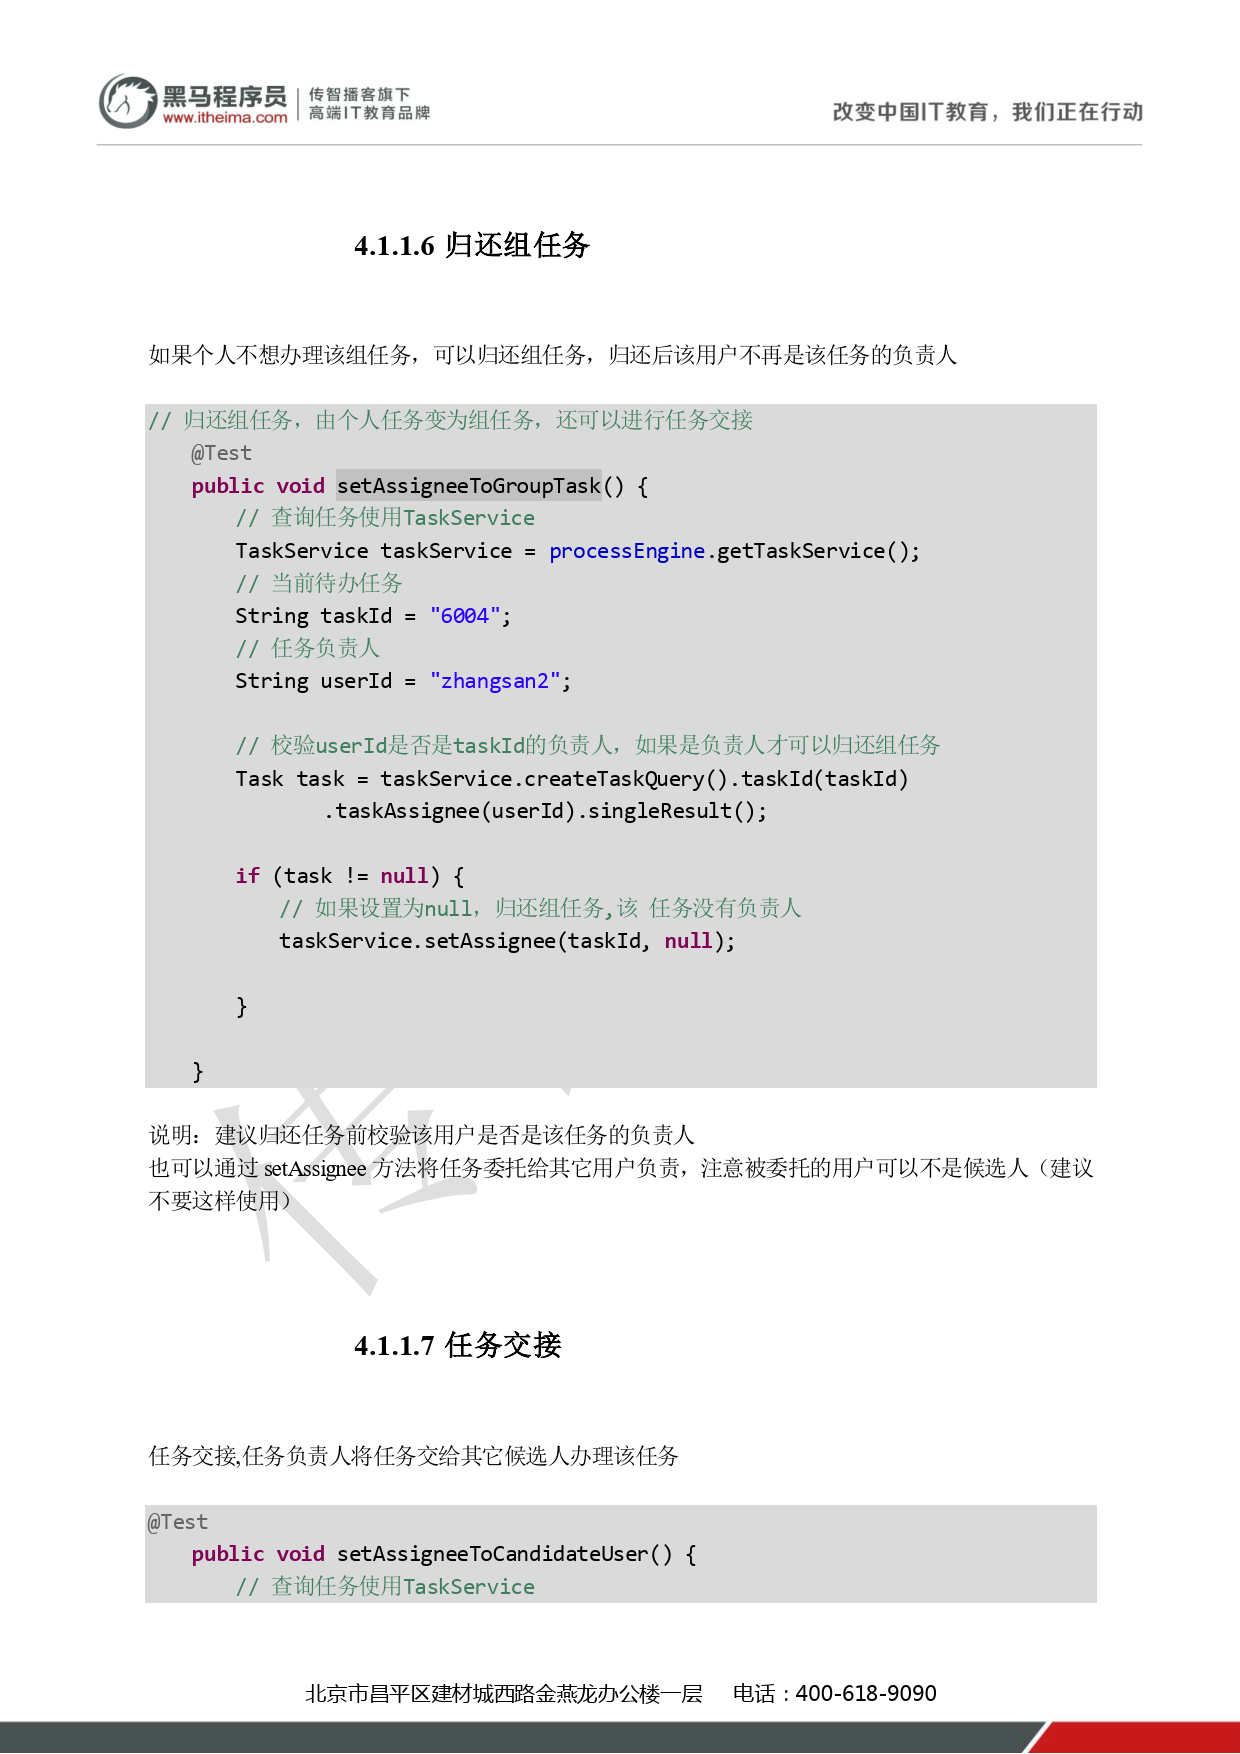 黑马程序员
www.itheima.com
传智播客旗下
高端IT教育品牌
改变中国IT教育，我们正在行动
4.1.1.6 归还组任务
如果个人不想办理该组任务，可以归还组任务，归还后该用户不再是该任务的负责人
// 归还组任务，由个人任务变为组任务，还可以进行任务交接
@Test
public void setAssigneeToGroupTask() {
// 查询任务使用TaskService
TaskService taskService = processEngine.getTaskService();
// 当前待办任务
String taskId = "6004";
// 任务负责人
String userId = "zhangsan2";
// 校验userId是否是taskId的负责人，如果是负责人才可以归还组任务
Task task = taskService.createTaskQuery().taskId(taskId)
.taskAssignee(userId).singleResult();
if (task != null) {
// 如果设置为null，归还组任务,该 任务没有负责人
taskService.setAssignee(taskId, null);
}
}
说明：建议归还任务前校验该用户是否是该任务的负责人
也可以通过 setAssignee 方法将任务委托给其它用户负责，注意被委托的用户可以不是候选人（建议
不要这样使用）
4.1.1.7 任务交接
任务交接,任务负责人将任务交给其它候选人办理该任务
@Test
public void setAssigneeToCandidateUser() {
// 查询任务使用TaskService
北京市昌平区建材城西路金燕龙办公楼一层 电话：400-618-9090